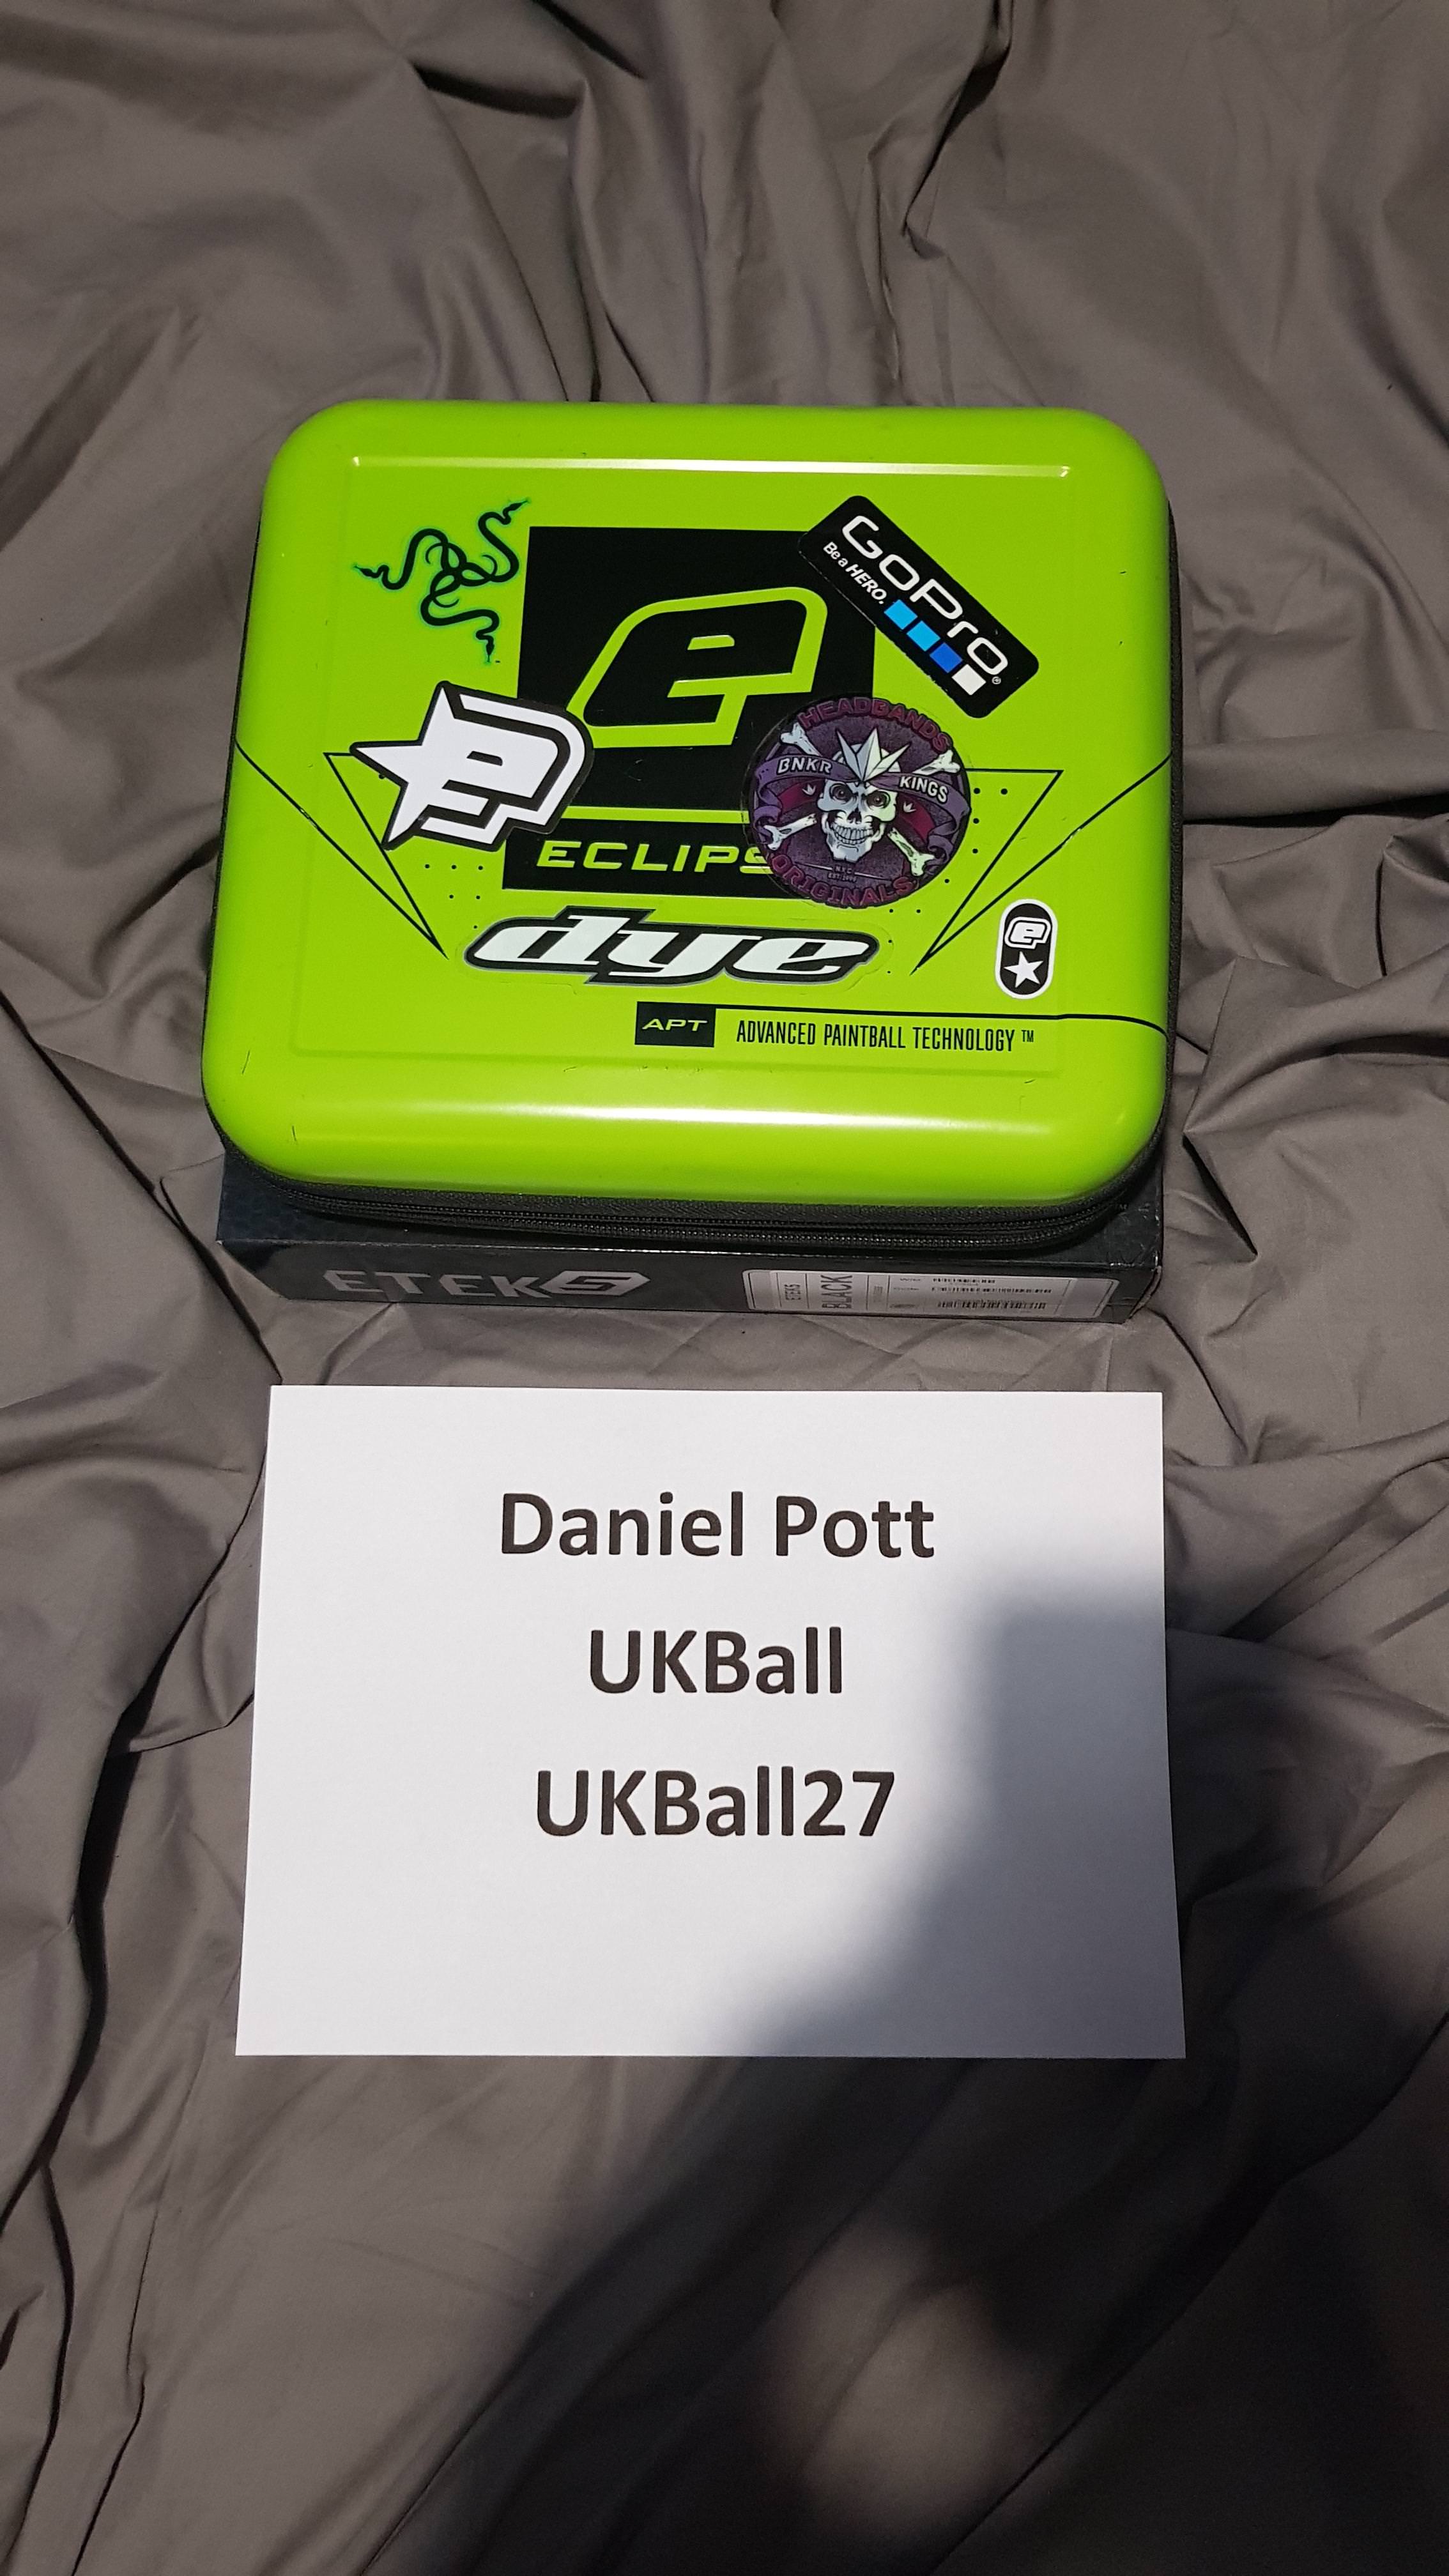 GoPro®
Be a HERO.
e
HEADBANDS
BNKR KINGS
ORIGINALS
ECLIPS
dye
e
APT ADVANCED PAINTBALL TECHNOLOGY ™
ETEK5
ETEK5
BLACK
Daniel Pott
UKBall
UKBall27